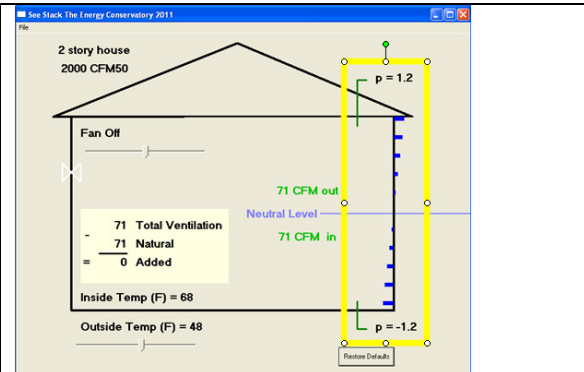 See Stack The Energy Conservatory 2011
File
2 story house
2000 CFM50
p = 1.2
Fan Off
71 CFM out
Neutral Level
71 CFM in
71 Total Ventilation
- 71 Natural
= 0 Added
Inside Temp (F) = 68
Outside Temp (F) = 48
p = -1.2
Restore Defaults